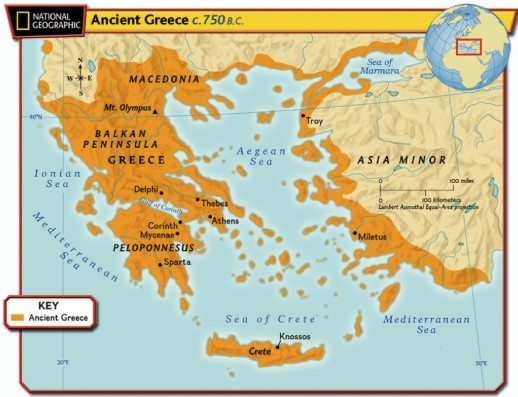 NATIONAL
GEOGRAPHIC
Ancient Greece c.750 B.C.
MACEDONIA
Sea of
Marmara
N
W E
S
Mt. Olympus
40°N
40°N
Troy
BALKAN
PENINSULA
GREECE
Aegean
Sea
ASIA MINOR
Ionian
Sea
0 100 miles
0 100 kilometers
Lambert Azimuthal Equal-Area projection
Delphi
Thebes
Gulf of Corinth
Athens
Corinth
Mycenae
Miletus
Mediterranean
Sea
PELOPONNESUS
Sparta
KEY
Ancient Greece
Sea of Crete
Mediterranean
Sea
Knossos
Crete
20°E
30°E